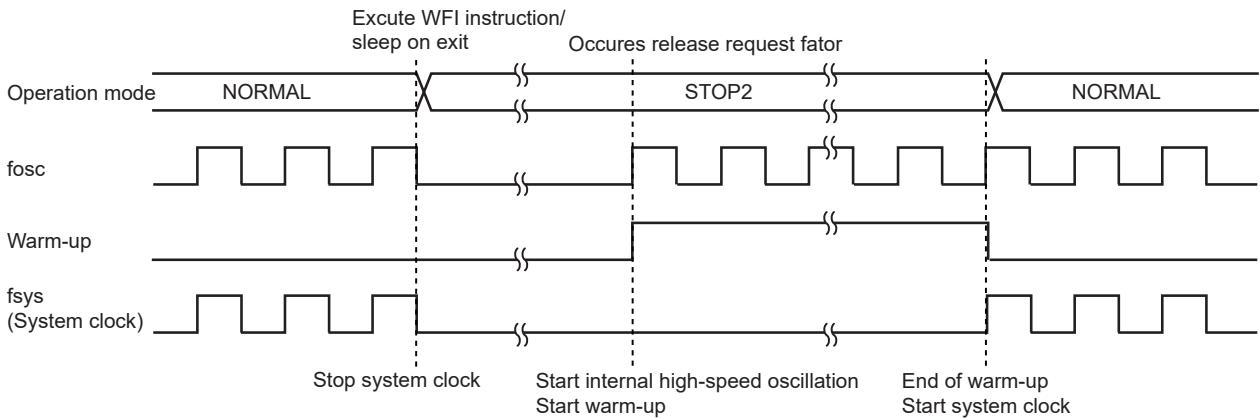 Excute WFI instruction/
sleep on exit
Occures release request fator
Operation mode
NORMAL
STOP2
NORMAL
fosc
Warm-up
fsys
(System clock)
Stop system clock
Start internal high-speed oscillation
Start warm-up
End of warm-up
Start system clock